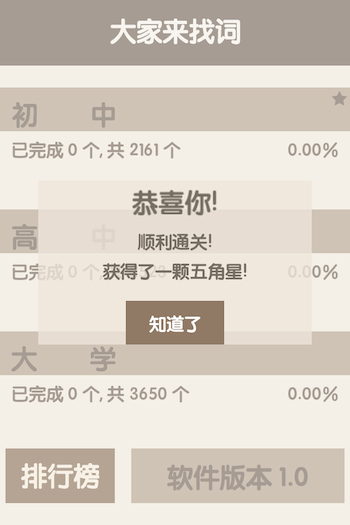 大家来找词
初 中
已完成 0 个, 共 2161 个 0.00%
恭喜你!
顺利通关!
高 中
获得了一颗五角星!
已完成 0.00%
知道了
大 学
已完成 0 个, 共 3650 个 0.00%
排行榜 软件版本 1.0